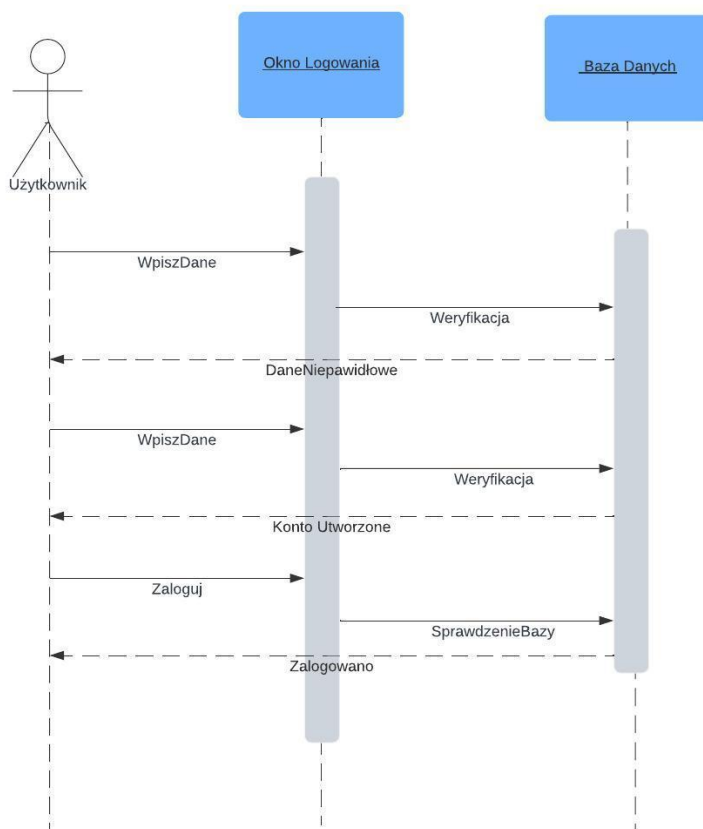 Okno Logowania
Baza Danych
Użytkownik
WpiszDane
Weryfikacja
DaneNiepawidłowe
WpiszDane
Weryfikacja
Konto Utworzone
Zaloguj
SprawdzenieBazy
Zalogowano